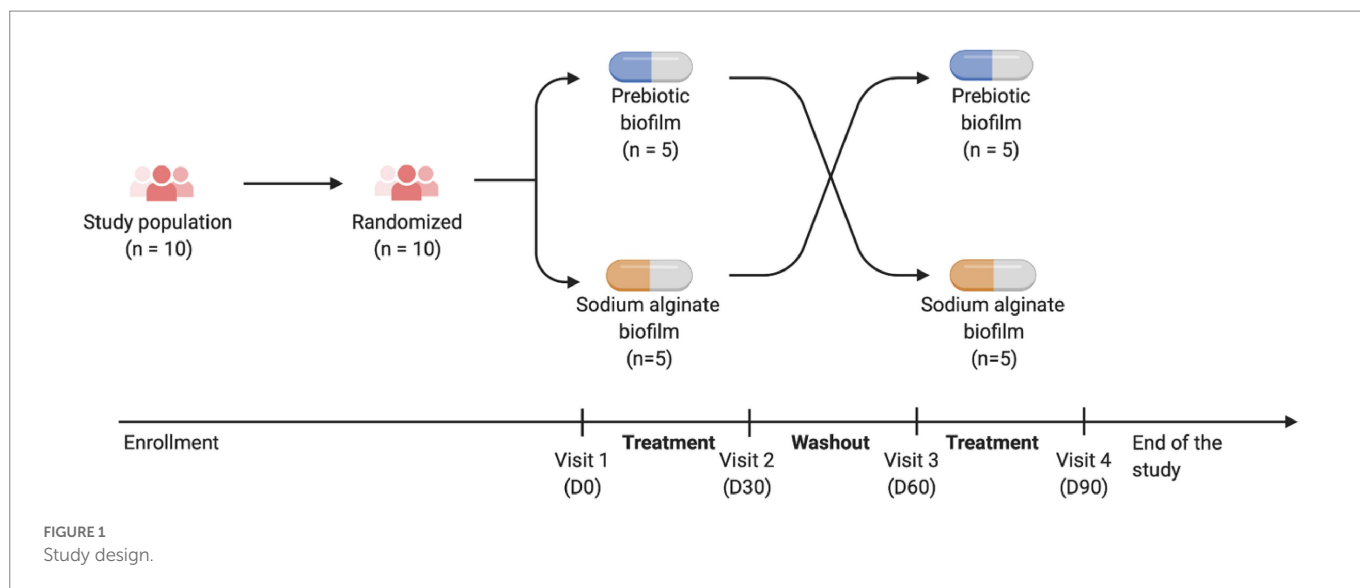 Study population
(n = 10)
Randomized
(n = 10)
Prebiotic
biofilm
(n = 5)
Sodium alginate
biofilm
(n=5)
Prebiotic
biofilm
(n = 5)
Sodium alginate
biofilm
(n=5)
Enrollment
Visit 1
(D0)
Treatment
Visit 2
(D30)
Washout
Visit 3
(D60)
Treatment
Visit 4
(D90)
End of the
study
FIGURE 1
Study design.